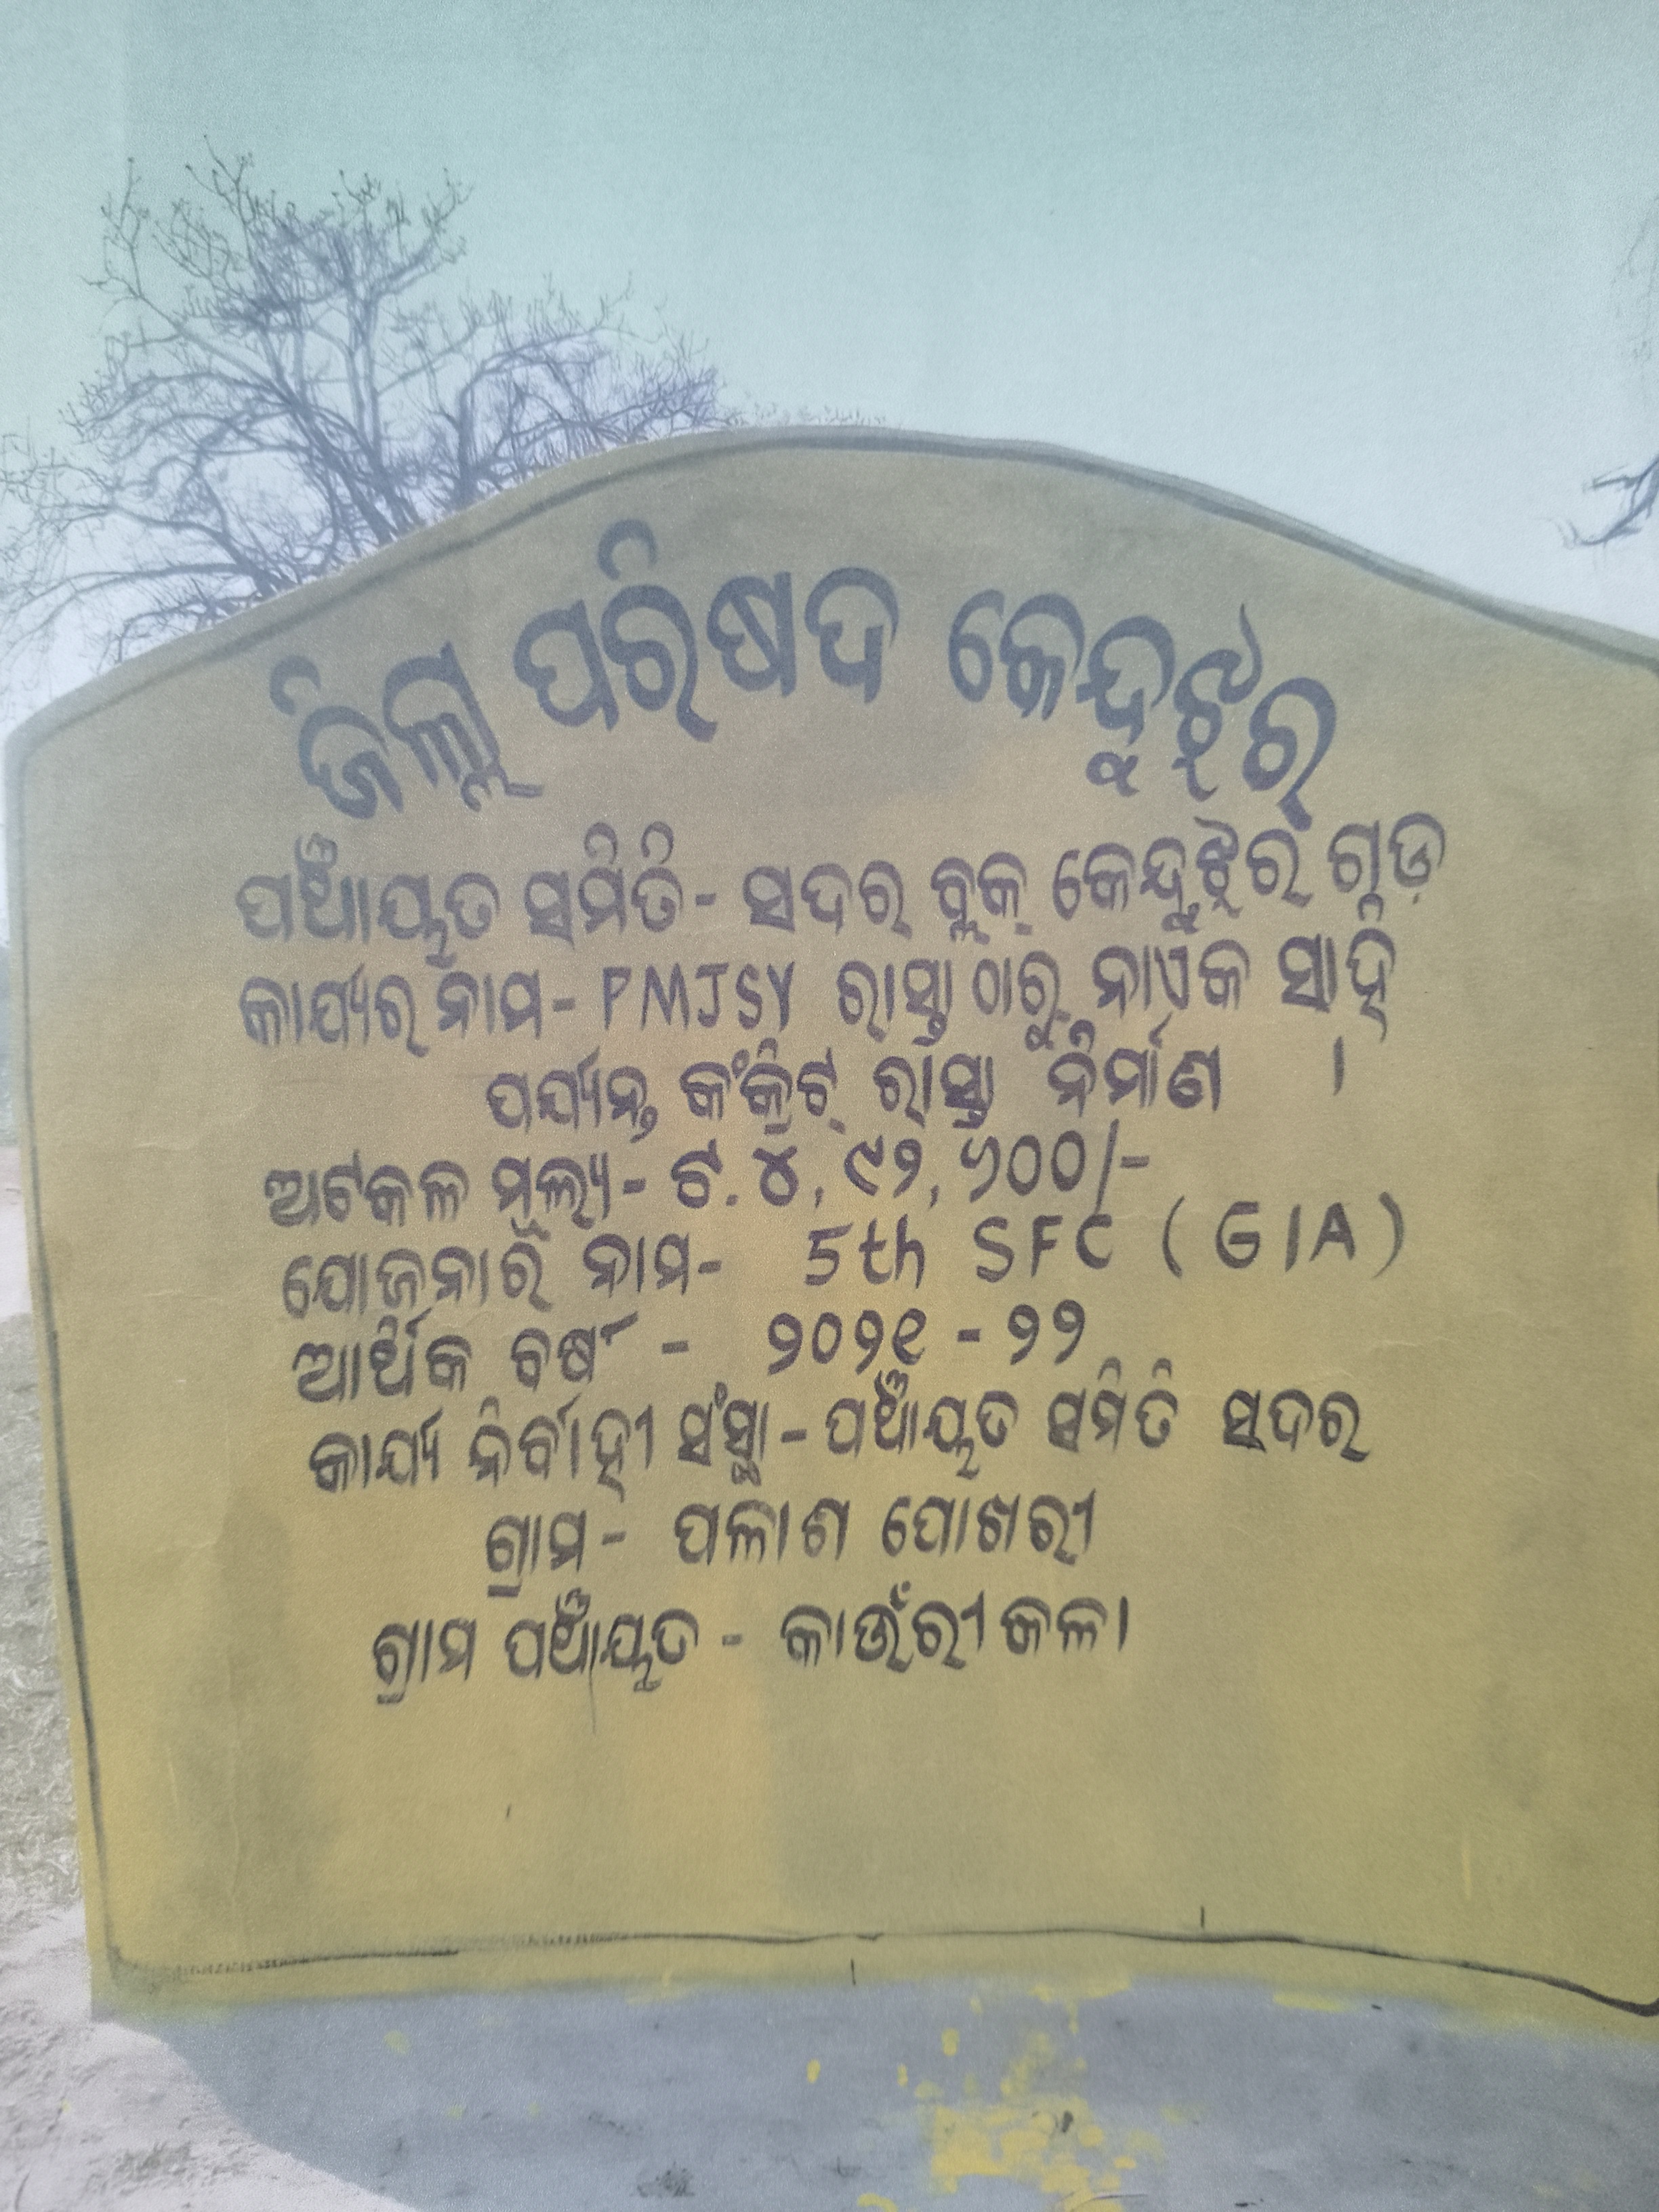 ଜିଲ୍ଲା ପରିଷଦ କେନ୍ଦୁଝର
ପଞ୍ଚାୟତ ସମିତି - ସଦର ବ୍ଲକ୍ କେନ୍ଦୁଝର ଗଡ଼
କାର୍ଯ୍ୟର ନାମ - PMJSY ରାସ୍ତା ଠାରୁ ନାଏକ ସାହି
ପର୍ଯ୍ୟନ୍ତ କଂକ୍ରିଟ୍ ରାସ୍ତା ନିର୍ମାଣ ।
ଅଟକଳ ମୂଲ୍ୟ - ଟ. ୪,୯୨,୬୦୦/-
ଯୋଜନାର ନାମ - 5th SFC (GIA)
ଆର୍ଥିକ ବର୍ଷ - ୨୦୨୧ - ୨୨
କାର୍ଯ୍ୟ ନିର୍ବାହୀ ସଂସ୍ଥା - ପଞ୍ଚାୟତ ସମିତି ସଦର
ଗ୍ରାମ - ପଳାଶ ପୋଖରୀ
ଗ୍ରାମ ପଞ୍ଚାୟତ - କାଉଁରୀକଳା